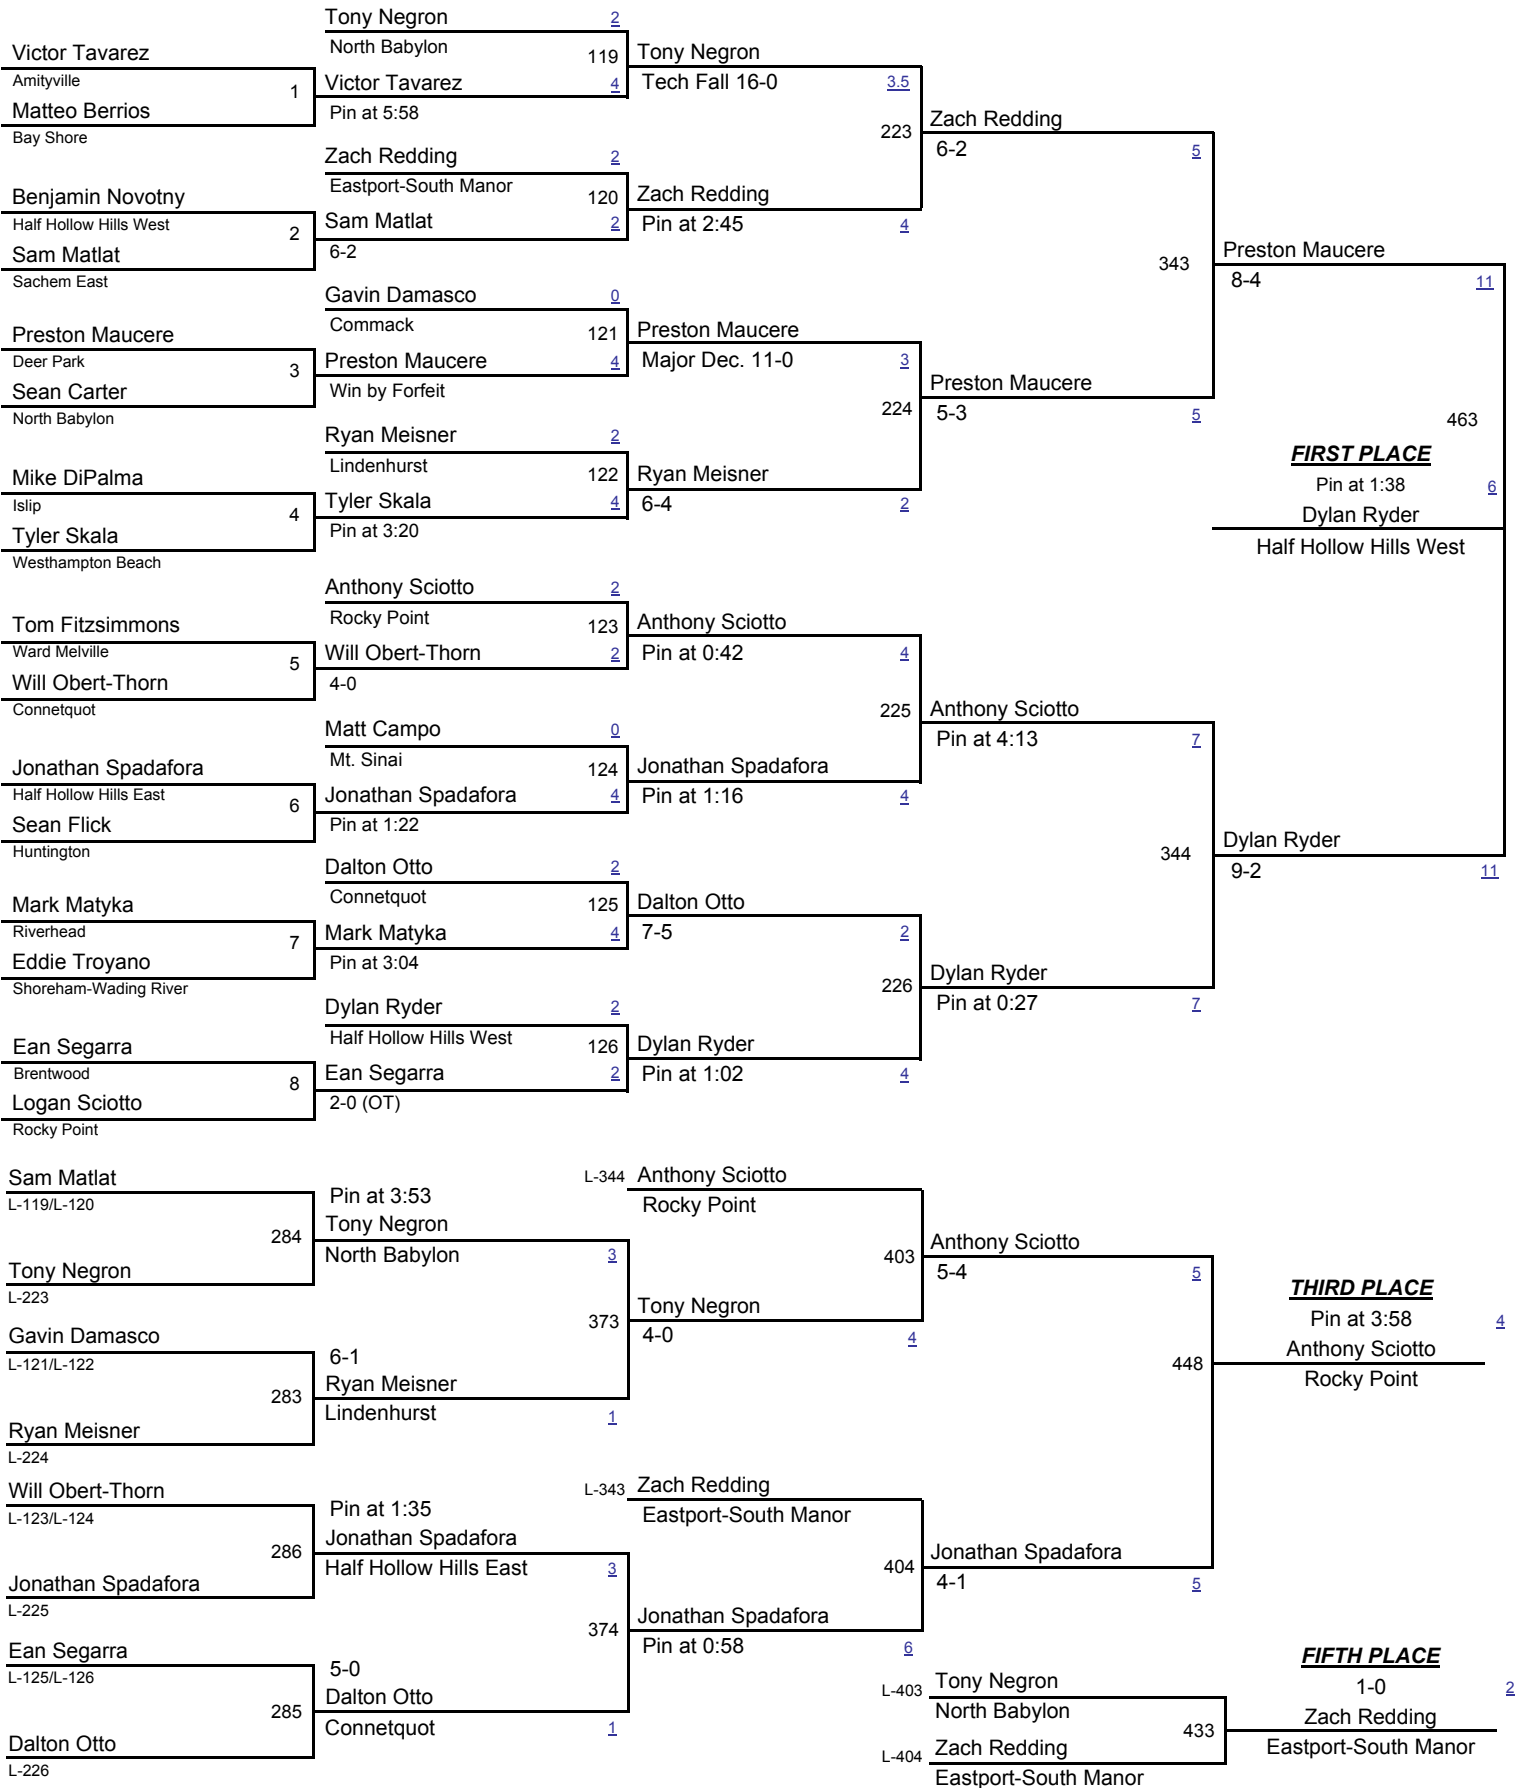 Tony Negron 2
North Babylon
Victor Tavarez
Amityville
1
Matteo Berrios
Bay Shore
119
Victor Tavarez 4
Pin at 5:58
Tony Negron
Tech Fall 16-0 3.5
Zach Redding 2
Eastport-South Manor
Benjamin Novotny
Half Hollow Hills West
2
Sam Matlat
Sachem East
120
Sam Matlat 2
6-2
Zach Redding
Pin at 2:45 4
223
Zach Redding
6-2 5
Gavin Damasco 0
Commack
Preston Maucere
Deer Park
3
Sean Carter
North Babylon
121
Preston Maucere 4
Win by Forfeit
Preston Maucere
Major Dec. 11-0 3
Ryan Meisner 2
Lindenhurst
Mike DiPalma
Islip
4
Tyler Skala
Westhampton Beach
122
Tyler Skala 4
Pin at 3:20
Ryan Meisner
6-4 2
224
Preston Maucere
5-3 5
343
Preston Maucere
8-4 11
463
FIRST PLACE
Pin at 1:38 6
Dylan Ryder
Half Hollow Hills West
Anthony Sciotto 2
Rocky Point
Tom Fitzsimmons
Ward Melville
5
Will Obert-Thorn
Connetquot
123
Will Obert-Thorn 2
4-0
Anthony Sciotto
Pin at 0:42 4
Matt Campo 0
Mt. Sinai
Jonathan Spadafora
Half Hollow Hills East
6
Sean Flick
Huntington
124
Jonathan Spadafora 4
Pin at 1:22
Jonathan Spadafora
Pin at 1:16 4
225
Anthony Sciotto
Pin at 4:13 7
Dalton Otto 2
Connetquot
Mark Matyka
Riverhead
7
Eddie Troyano
Shoreham-Wading River
125
Mark Matyka 4
Pin at 3:04
Dalton Otto
7-5 2
Dylan Ryder 2
Half Hollow Hills West
Ean Segarra
Brentwood
8
Logan Sciotto
Rocky Point
126
Ean Segarra 2
2-0 (OT)
Dylan Ryder
Pin at 1:02 4
226
Dylan Ryder
Pin at 0:27 7
344
Dylan Ryder
9-2 11
Sam Matlat
L-119/L-120
284
Tony Negron
L-223
Pin at 3:53
Tony Negron
North Babylon 3
Gavin Damasco
L-121/L-122
283
Ryan Meisner
L-224
6-1
Ryan Meisner
Lindenhurst 1
373
L-344 Anthony Sciotto
Rocky Point
Tony Negron
4-0 4
403
Anthony Sciotto
5-4 5
Will Obert-Thorn
L-123/L-124
286
Jonathan Spadafora
L-225
Pin at 1:35
Jonathan Spadafora
Half Hollow Hills East 3
Ean Segarra
L-125/L-126
285
Dalton Otto
L-226
5-0
Dalton Otto
Connetquot 1
374
L-343 Zach Redding
Eastport-South Manor
Jonathan Spadafora
Pin at 0:58 6
404
Jonathan Spadafora
4-1 5
448
THIRD PLACE
Pin at 3:58 4
Anthony Sciotto
Rocky Point
L-403 Tony Negron
North Babylon
433
L-404 Zach Redding
Eastport-South Manor
FIFTH PLACE
1-0 2
Zach Redding
Eastport-South Manor